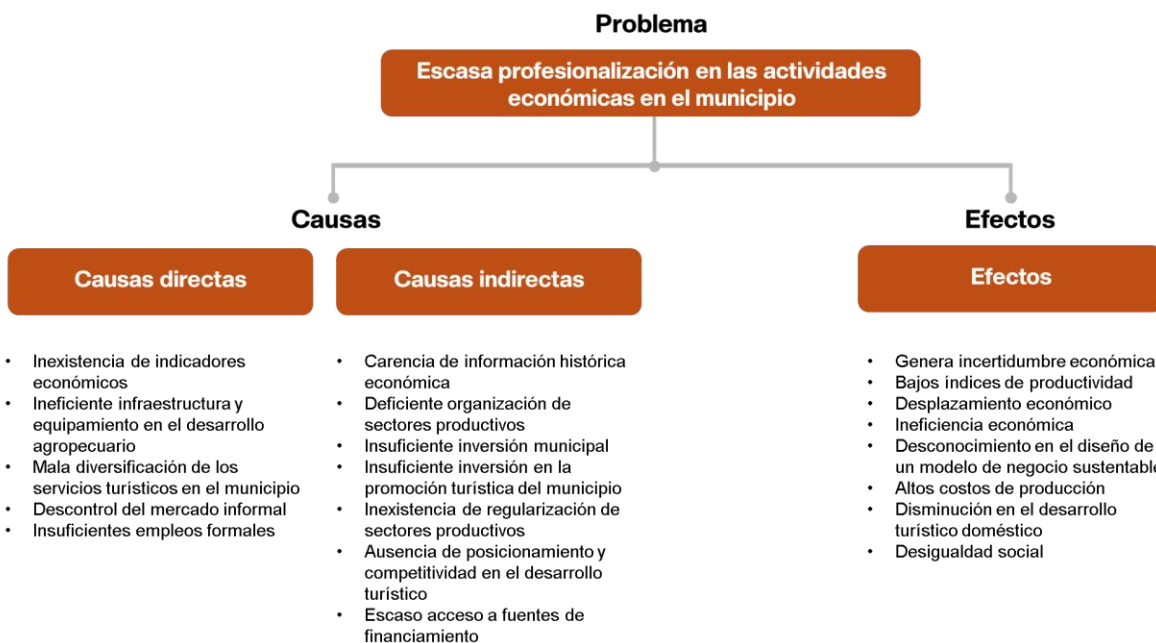 Problema
Escasa profesionalización en las actividades
económicas en el municipio
Causas
Efectos
Causas directas
Causas indirectas
Efectos
• Inexistencia de indicadores
económicos
• Ineficiente infraestructura y
equipamiento en el desarrollo
agropecuario
• Mala diversificación de los
servicios turísticos en el municipio
• Descontrol del mercado informal
• Insuficientes empleos formales
• Carencia de información histórica
económica
• Deficiente organización de
sectores productivos
• Insuficiente inversión municipal
• Insuficiente inversión en la
promoción turística del municipio
• Inexistencia de regularización de
sectores productivos
• Ausencia de posicionamiento y
competitividad en el desarrollo
turístico
• Escaso acceso a fuentes de
financiamiento
• Genera incertidumbre económica
• Bajos índices de productividad
• Desplazamiento económico
• Ineficiencia económica
• Desconocimiento en el diseño de
un modelo de negocio sustentable
• Altos costos de producción
• Disminución en el desarrollo
turístico doméstico
• Desigualdad social